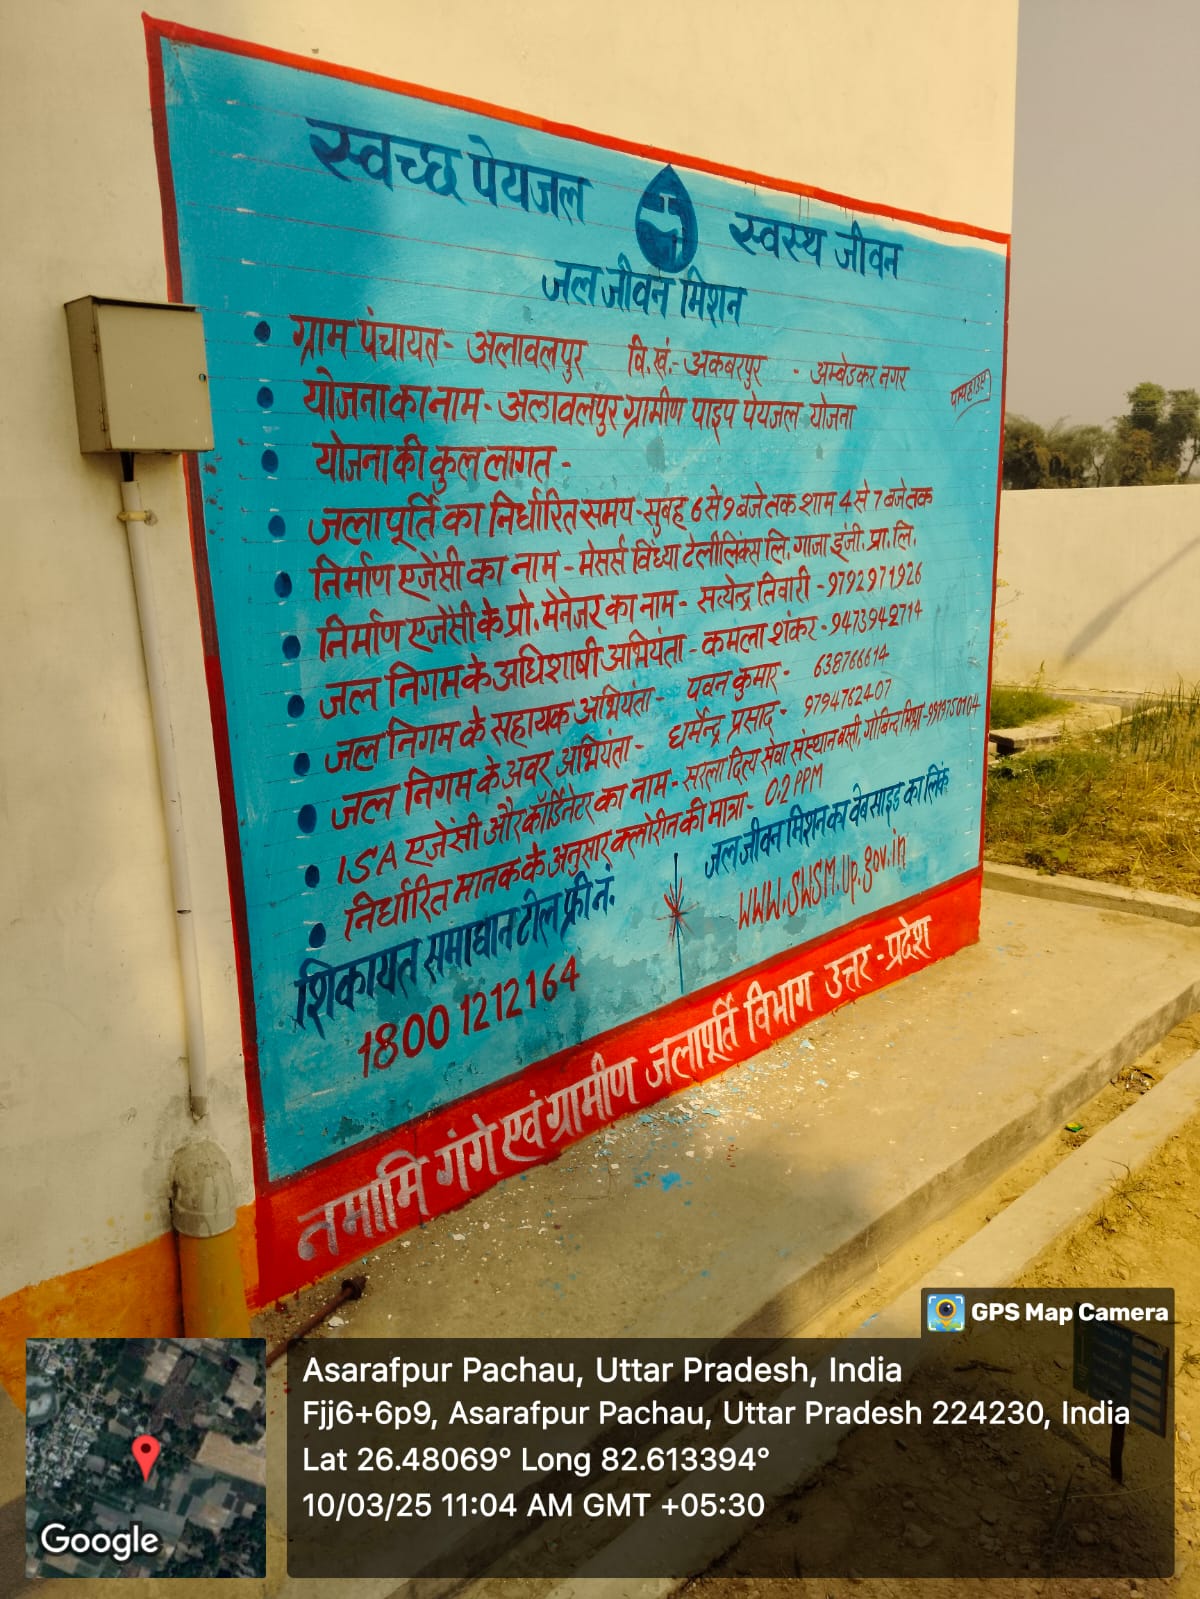 स्वच्छ पेयजल स्वस्थ जीवन
जल जीवन मिशन
ग्राम पंचायत - अलावलपुर वि.खं.- अकबरपुर - अम्बेडकर नगर
योजना का नाम - अलावलपुर ग्रामीण पाइप पेयजल योजना
पम्प हाउस
योजना की कुल लागत -
जलापूर्ति का निर्धारित समय - सुबह 6 से 9 बजे तक शाम 4 से 7 बजे तक
निर्माण एजेंसी का नाम - मेसर्स विंध्या टेलीलिंक्स लि. गाजा इंजी. प्रा. लि.
निर्माण एजेंसी के प्रो. मेनेजर का नाम - सत्येन्द्र तिवारी - 9792971926
जल निगम के अधिशाषी अभियंता - कमला शंकर - 9473942714
जल निगम के सहायक अभियंता - पवन कुमार - 638766614
जल निगम के अवर अभियंता - धर्मेन्द्र प्रसाद - 9794762407
ISA एजेंसी और कॉर्डिनेटर का नाम - सरला दित्य सेवा संस्थान बस्ती, गोबिन्द मिश्रा - 9919750104
निर्धारित मानक के अनुसार क्लोरीन की मात्रा - 0.2 PPM
शिकायत समाधान टोल फ्री नं.
1800 1212164
जल जीवन मिशन का वेबसाइड का लिंक
WWW.SWSM.Up.gov.in
नमामि गंगे एवं ग्रामीण जलापूर्ति विभाग उत्तर - प्रदेश
GPS Map Camera
Asarafpur Pachau, Uttar Pradesh, India
Fjj6+6p9, Asarafpur Pachau, Uttar Pradesh 224230, India
Lat 26.48069° Long 82.613394°
10/03/25 11:04 AM GMT +05:30
Google